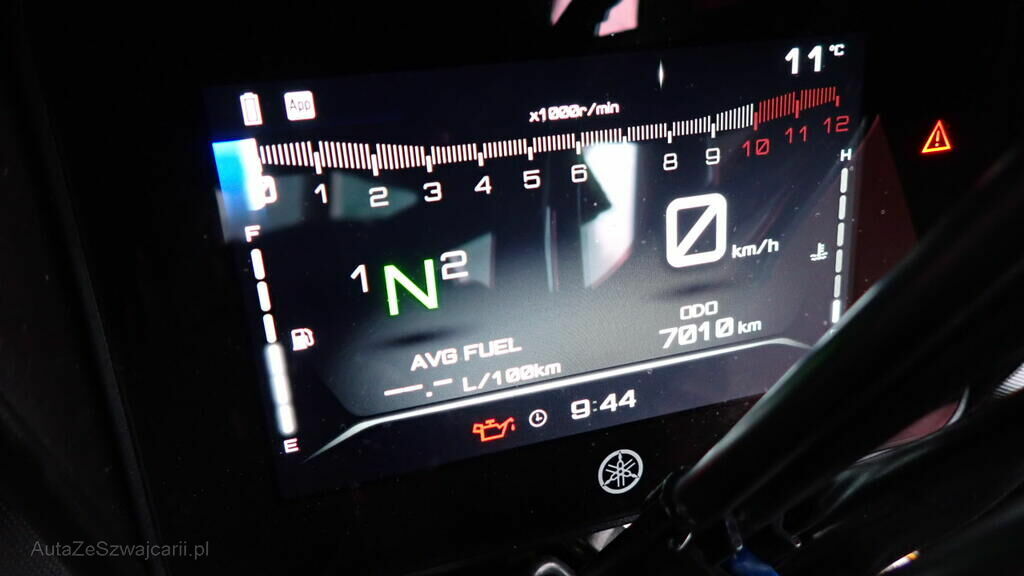 11 °C
App
x1000r/min
0 1 2 3 4 5 6 8 9 10 11 12
H
F
1 N 2
0 km/h
ODO
7010 km
AVG FUEL
--.- L/100km
E
9:44
AutaZeSzwajcarii.pl